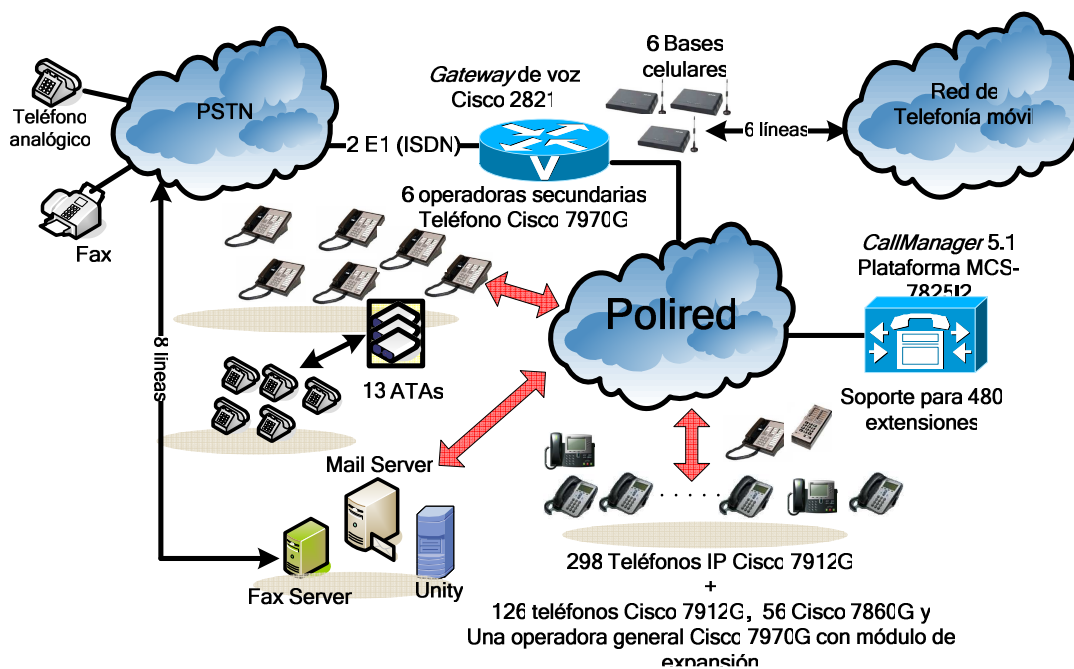 Teléfono
analógico
Fax
PSTN
2 E1 (ISDN)
Gateway de voz
Cisco 2821
V
6 Bases
celulares
6 líneas
Red de
Telefonía móvil
6 operadoras secundarias
Teléfono Cisco 7970G
13 ATAs
8 líneas
Polired
CallManager 5.1
Plataforma MCS-
7825I2
Soporte para 480
extensiones
Mail Server
Fax Server
Unity
298 Teléfonos IP Cisco 7912G
+
126 teléfonos Cisco 7912G, 56 Cisco 7860G y
Una operadora general Cisco 7970G con módulo de
expansión